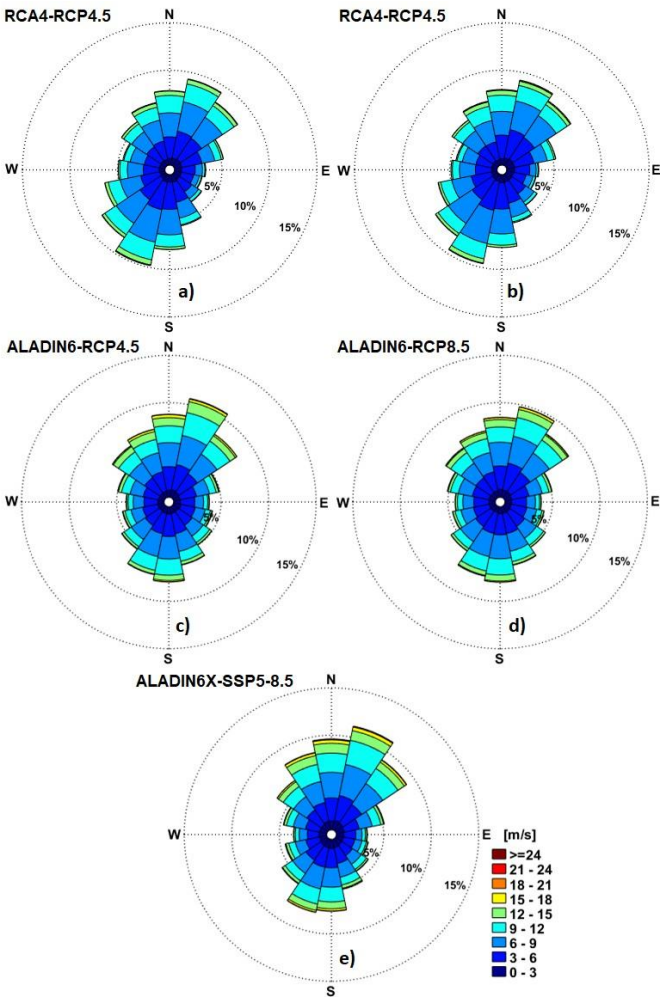 RCA4-RCP4.5
N
W
E
S
5%
10%
15%
a)
RCA4-RCP4.5
N
W
E
S
5%
10%
15%
b)
ALADIN6-RCP4.5
N
W
E
S
5%
10%
15%
c)
ALADIN6-RCP8.5
N
W
E
S
5%
10%
15%
d)
ALADIN6X-SSP5-8.5
N
W
E
S
5%
10%
15%
e)
[m/s]
>=24
21 - 24
18 - 21
15 - 18
12 - 15
9 - 12
6 - 9
3 - 6
0 - 3